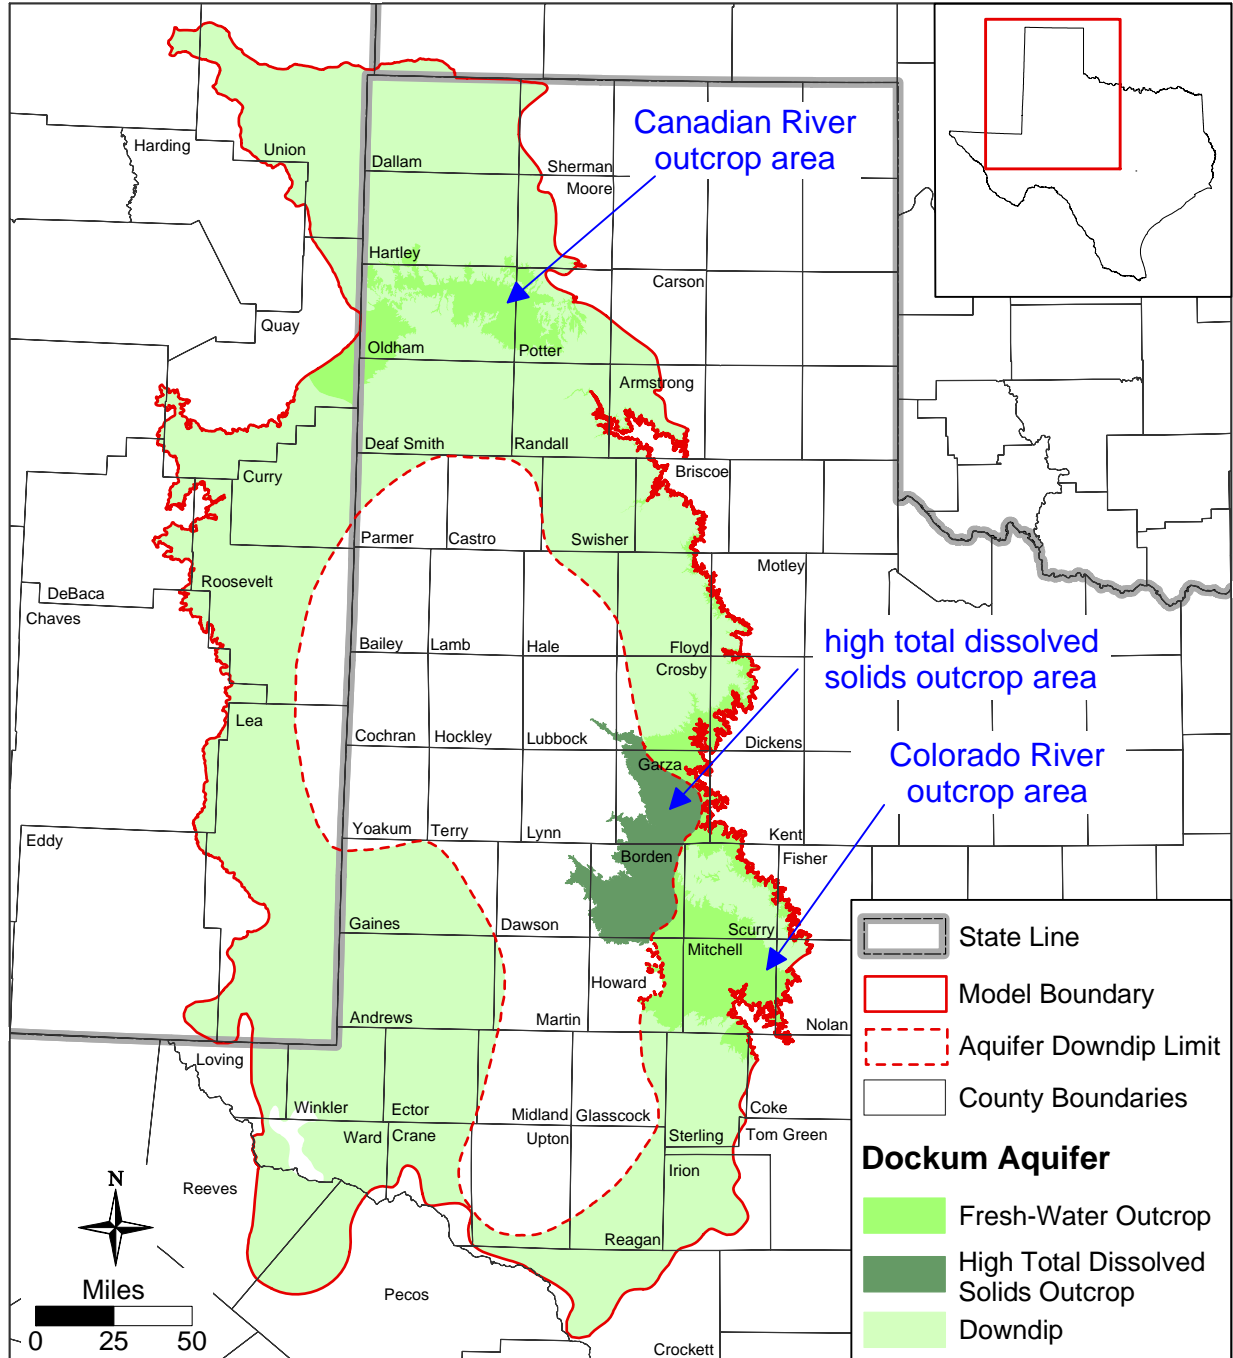 Canadian River
outcrop area
Harding
Union
Dallam
Sherman
Moore
Hartley
Carson
Quay
Oldham
Potter
Armstrong
Deaf Smith
Randall
Curry
Briscoe
Parmer
Castro
Swisher
Motley
Roosevelt
DeBaca
Chaves
Bailey
Lamb
Hale
Floyd
Crosby
high total dissolved
solids outcrop area
Lea
Cochran
Hockley
Lubbock
Dickens
Garza
Colorado River
outcrop area
Eddy
Yoakum
Terry
Lynn
Kent
Borden
Fisher
Gaines
Dawson
Scurry
Mitchell
Howard
Andrews
Martin
Nolan
Loving
Winkler
Ector
Midland
Glasscock
Coke
Ward
Crane
Upton
Sterling
Tom Green
Irion
Reeves
Reagan
Pecos
Crockett
N
Miles
0 25 50
State Line
Model Boundary
Aquifer Downdip Limit
County Boundaries
Dockum Aquifer
Fresh-Water Outcrop
High Total Dissolved
Solids Outcrop
Downdip